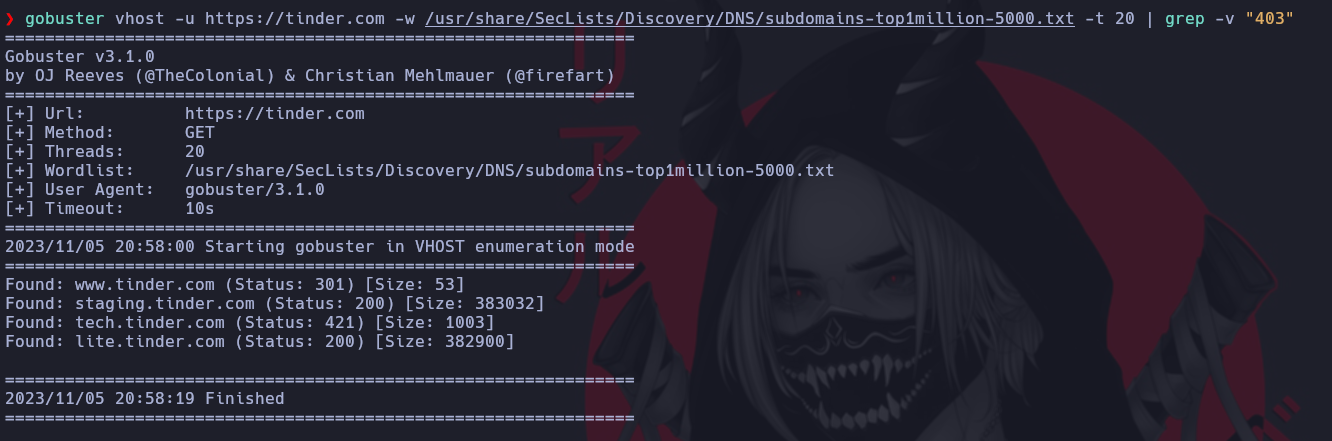 ❯ gobuster vhost -u https://tinder.com -w /usr/share/SecLists/Discovery/DNS/subdomains-top1million-5000.txt -t 20 | grep -v "403"
===============================================================
Gobuster v3.1.0
by OJ Reeves (@TheColonial) & Christian Mehlmauer (@firefart)
===============================================================
[+] Url:          https://tinder.com
[+] Method:       GET
[+] Threads:      20
[+] Wordlist:     /usr/share/SecLists/Discovery/DNS/subdomains-top1million-5000.txt
[+] User Agent:   gobuster/3.1.0
[+] Timeout:      10s
===============================================================
2023/11/05 20:58:00 Starting gobuster in VHOST enumeration mode
===============================================================
Found: www.tinder.com (Status: 301) [Size: 53]
Found: staging.tinder.com (Status: 200) [Size: 383032]
Found: tech.tinder.com (Status: 421) [Size: 1003]
Found: lite.tinder.com (Status: 200) [Size: 382900]
===============================================================
2023/11/05 20:58:19 Finished
===============================================================
リアル